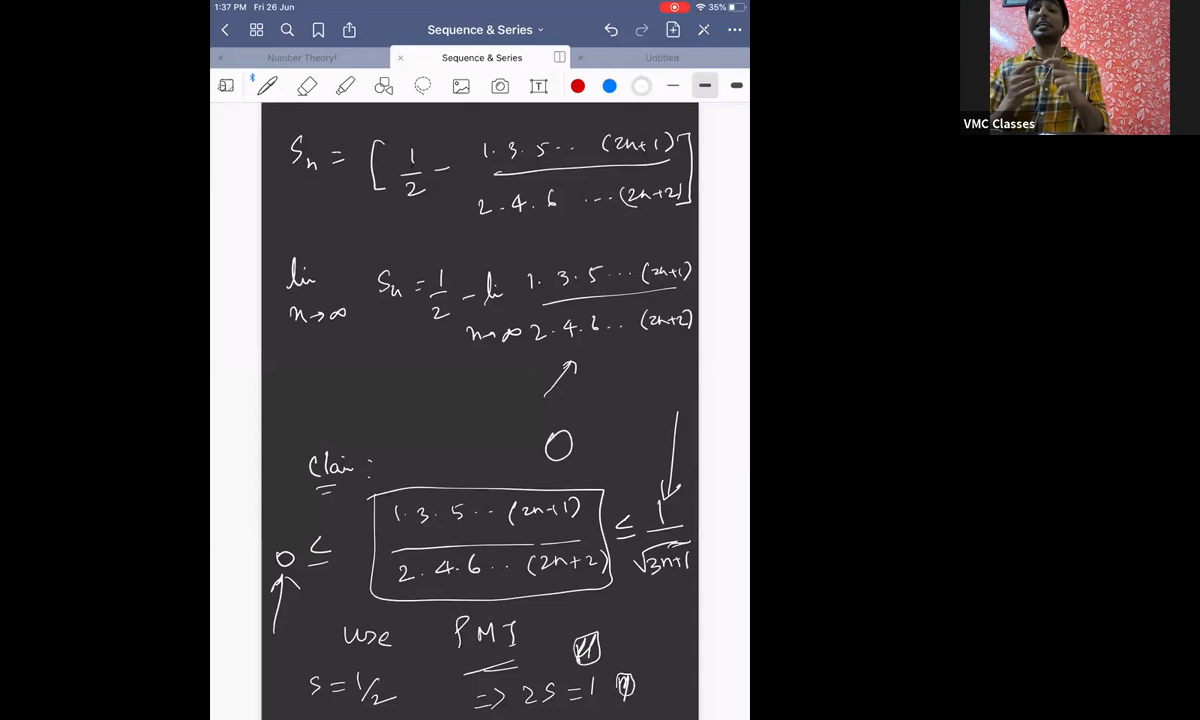 1:37 PM Fri 26 Jun 35%
Sequence & Series
Number Theory! Sequence & Series Untitled
T
VMC Classes
Sn = [ 1/2 - 1.3.5... (2n+1) / 2.4.6 ...(2n+2) ]
lim n→∞ Sn = 1/2 - li n→∞ 1.3.5...(2n+1) / 2.4.6...(2n+2)
0
Clai :
0 ≤ 1.3.5...(2n+1) / 2.4.6...(2n+2) ≤ 1/√3n+1
use PMI
S = 1/2 => 2S = 1